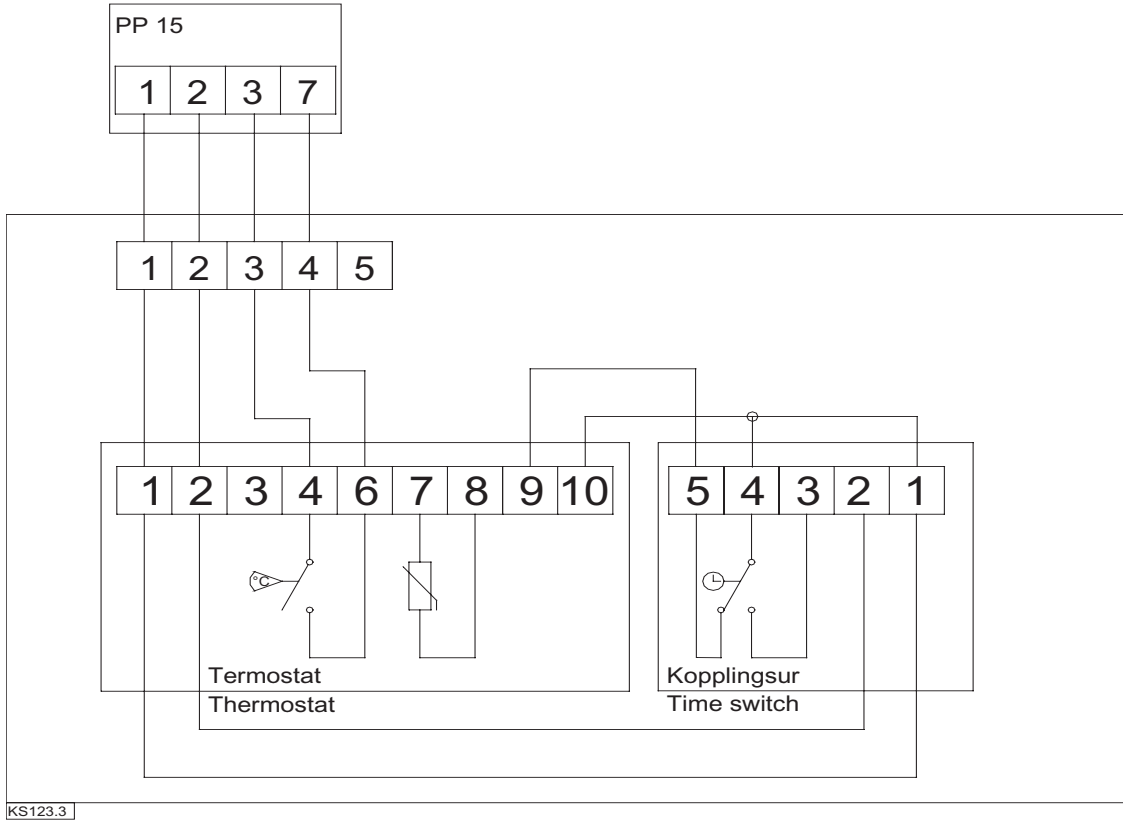 PP 15
1 2 3 7
1 2 3 4 5
1 2 3 4 6 7 8 9 10
5 4 3 2 1
°C
Termostat
Thermostat
Kopplingsur
Time switch
KS123.3